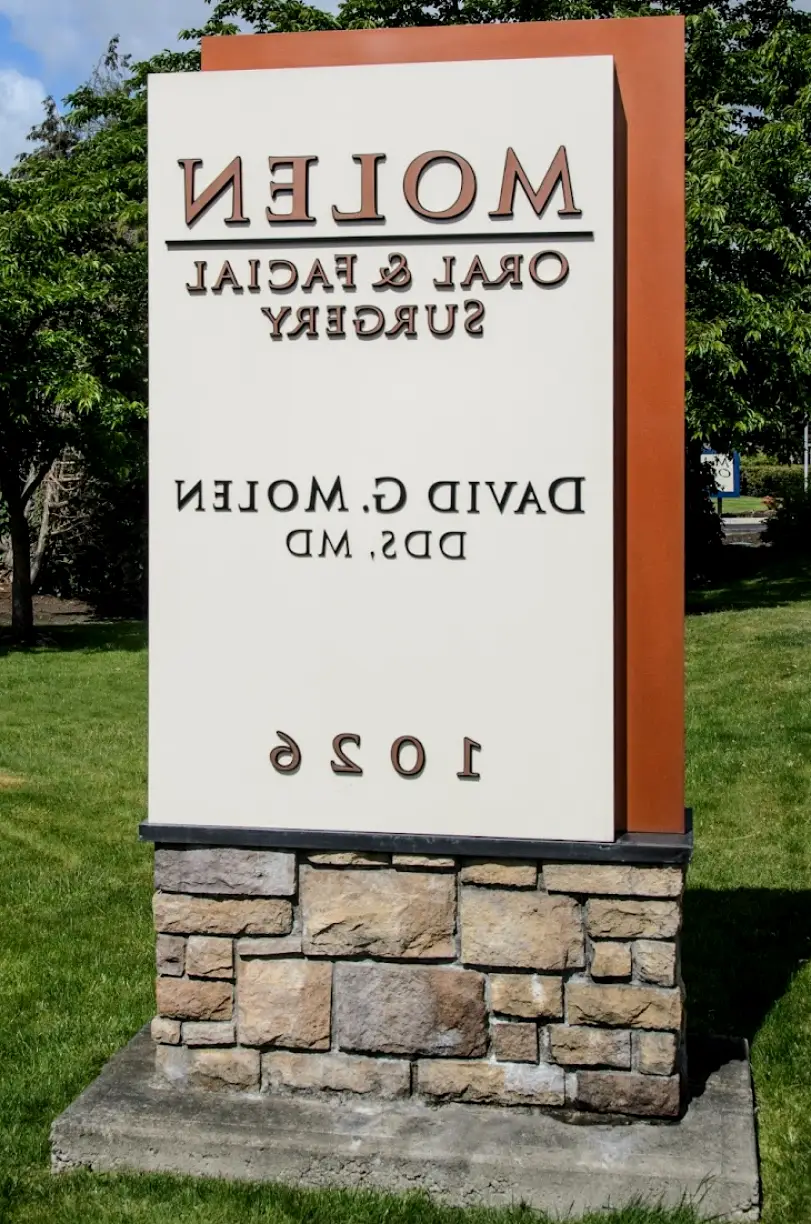 MOLEN
ORAL & FACIAL
SURGERY
DAVID G. MOLEN
DDS, MD
1026